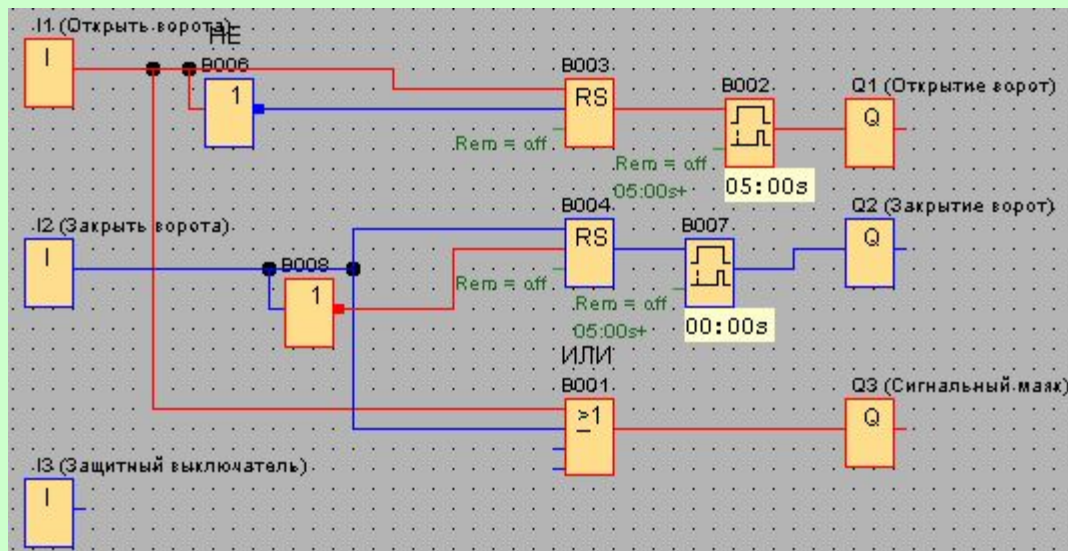 I1 (Открыть ворота)
НЕ
I
B006
1
B003
RS
Rem = off
B002
Rem = off
05:00s+
05:00s
Q1 (Открытие ворот)
Q
I2 (Закрыть ворота)
I
B008
1
B004
RS
Rem = off
B007
Rem = off
05:00s+
00:00s
Q2 (Закрытие ворот)
Q
ИЛИ
B001
≥1
Q3 (Сигнальный маяк)
Q
I3 (Защитный выключатель)
I